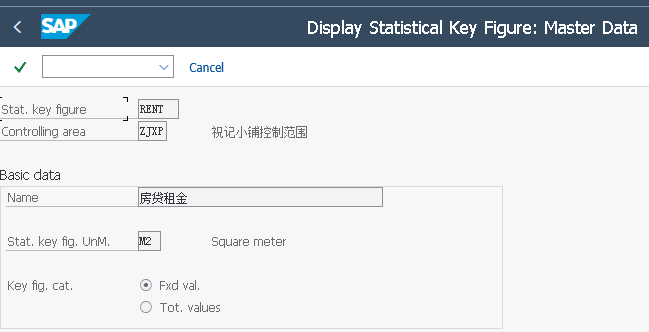 SAP
Display Statistical Key Figure: Master Data
Cancel
Stat. key figure RENT
Controlling area ZJXP 祝记小铺控制范围
Basic data
Name 房贷租金
Stat. key fig. UnM. M2 Square meter
Key fig. cat. Fxd val.
Tot. values